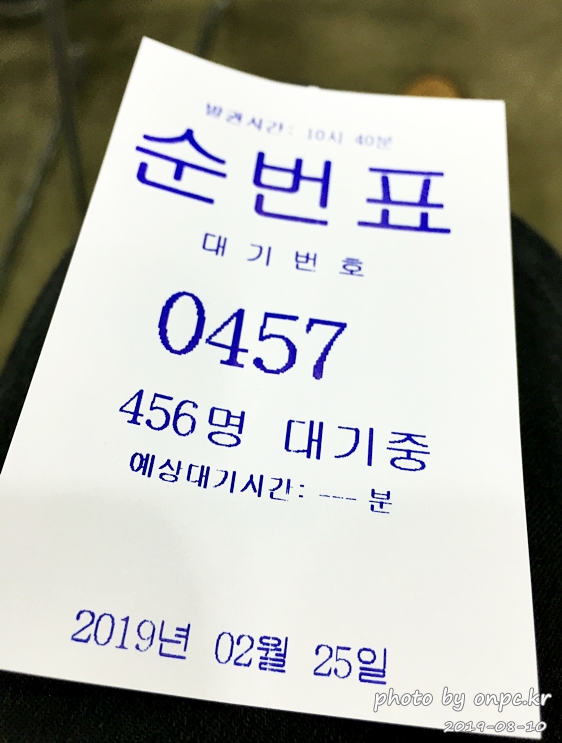 발권시간: 10시 40분
순번표
대기번호
0457
456명 대기중
예상대기시간: --- 분
2019년 02월 25일
photo by onpc.kr
2019-08-10